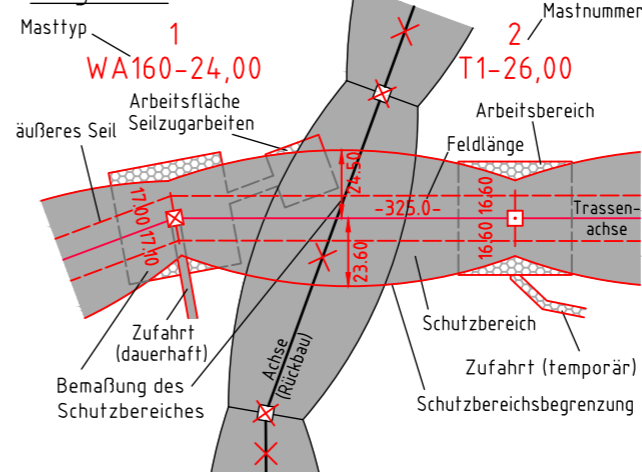 Masttyp
1
WA160-24,00
Mastnummer
2
T1-26,00
Arbeitsfläche
Seilzugarbeiten
Arbeitsbereich
äußeres Seil
Feldlänge
24.50
17.00
17.10
-325.0-
16.60
16.60
Trassen-
achse
23.60
Zufahrt
(dauerhaft)
Achse
(Rückbau)
Schutzbereich
Bemaßung des
Schutzbereiches
Zufahrt (temporär)
Schutzbereichsbegrenzung